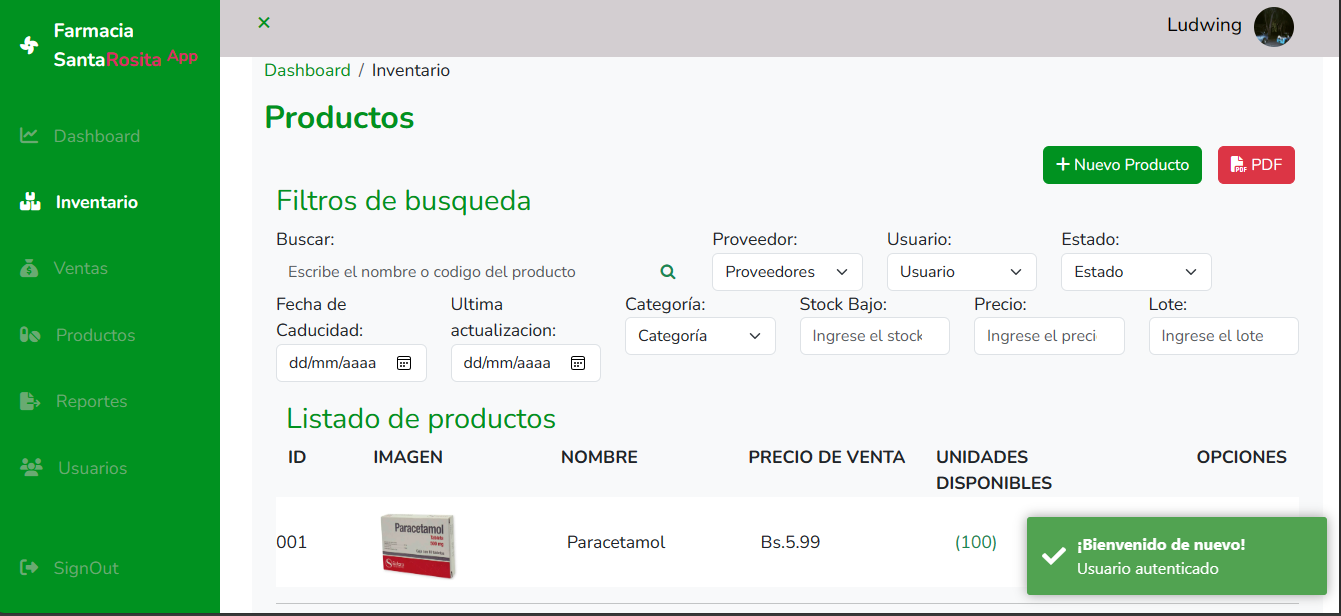 Farmacia
SantaRosita App
Dashboard
Inventario
Ventas
Productos
Reportes
Usuarios
SignOut
Ludwing
Dashboard / Inventario
Productos
Nuevo Producto
PDF
Filtros de busqueda
Buscar:
Escribe el nombre o codigo del producto
Proveedor:
Proveedores
Usuario:
Usuario
Estado:
Estado
Fecha de
Caducidad:
dd/mm/aaaa
Ultima
actualizacion:
dd/mm/aaaa
Categoría:
Categoría
Stock Bajo:
Ingrese el stock
Precio:
Ingrese el preci
Lote:
Ingrese el lote
Listado de productos
ID IMAGEN NOMBRE PRECIO DE VENTA UNIDADES DISPONIBLES OPCIONES
001
Paracetamol
Paracetamol
Bs.5.99
(100)
¡Bienvenido de nuevo!
Usuario autenticado